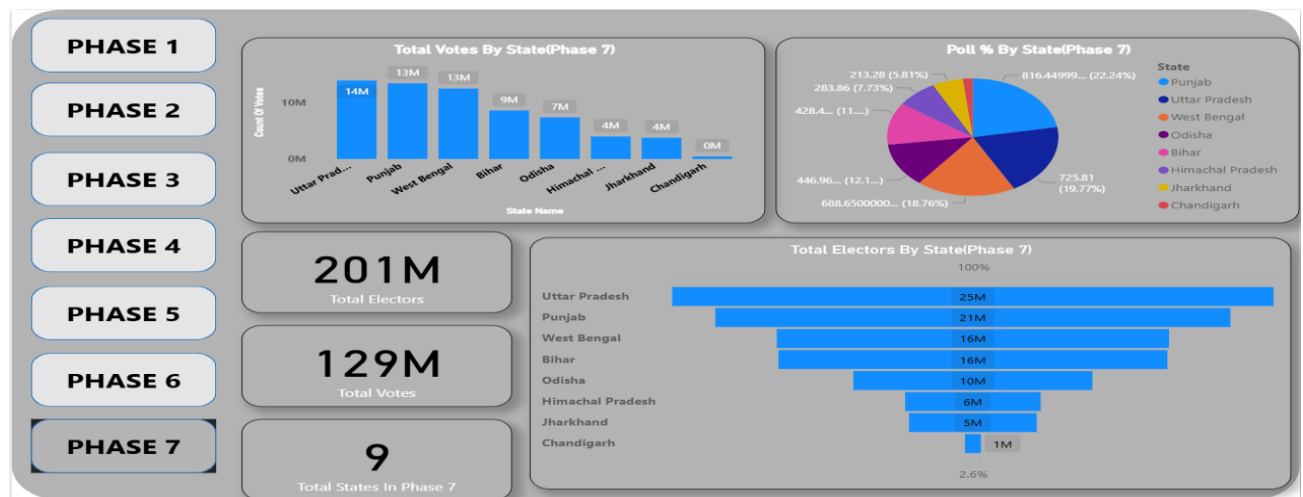 PHASE 1
PHASE 2
PHASE 3
PHASE 4
PHASE 5
PHASE 6
PHASE 7
Total Votes By State(Phase 7)
Count Of Votes
10M
0M
14M
13M
13M
9M
7M
4M
4M
0M
Uttar Prad...
Punjab
West Bengal
Bihar
Odisha
Himachal ...
Jharkhand
Chandigarh
State Name
Poll % By State(Phase 7)
213.28 (5.81%)
283.86 (7.73%)
428.4... (11....)
446.96... (12.1...)
688.6500000... (18.76%)
725.81
(19.77%)
816.44999... (22.24%)
State
Punjab
Uttar Pradesh
West Bengal
Odisha
Bihar
Himachal Pradesh
Jharkhand
Chandigarh
201M
Total Electors
129M
Total Votes
9
Total States In Phase 7
Total Electors By State(Phase 7)
100%
Uttar Pradesh 25M
Punjab 21M
West Bengal 16M
Bihar 16M
Odisha 10M
Himachal Pradesh 6M
Jharkhand 5M
Chandigarh 1M
2.6%